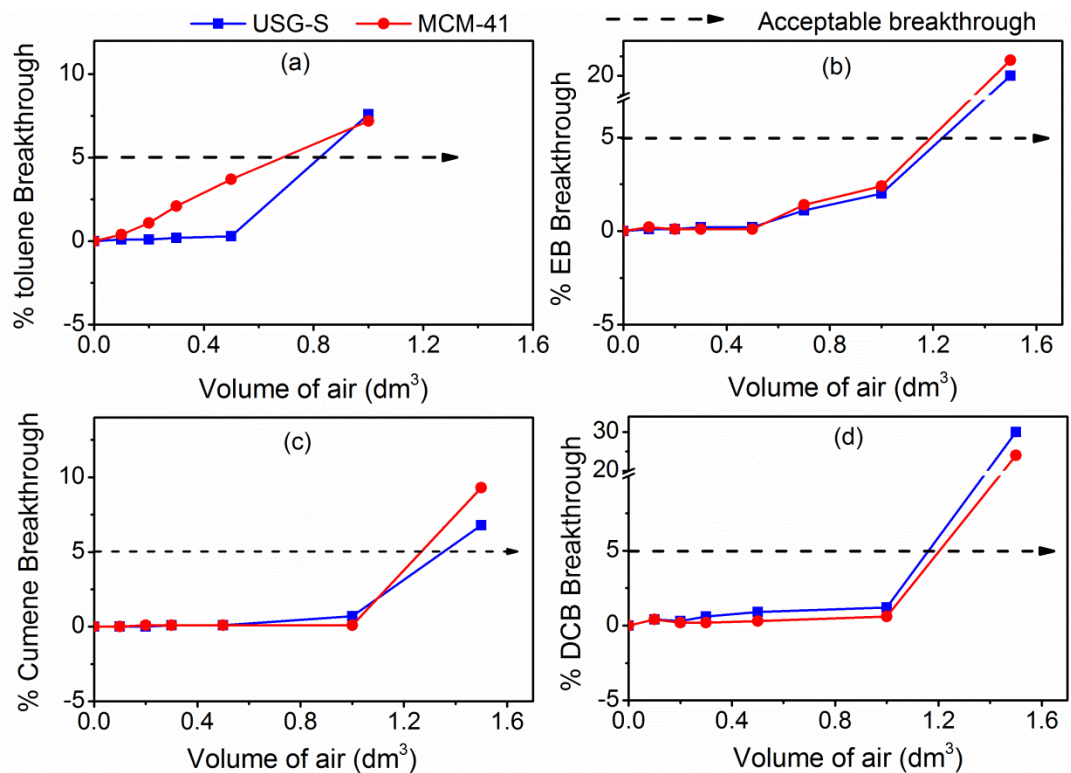 USG-S MCM-41 Acceptable breakthrough
(a)
% toluene Breakthrough
10
5
0
-5
0.0 0.4 0.8 1.2 1.6
Volume of air (dm³)
(b)
% EB Breakthrough
20
5
0
-5
0.0 0.4 0.8 1.2 1.6
Volume of air (dm³)
(c)
% Cumene Breakthrough
10
5
0
-5
0.0 0.4 0.8 1.2 1.6
Volume of air (dm³)
(d)
% DCB Breakthrough
30
20
5
0
-5
0.0 0.4 0.8 1.2 1.6
Volume of air (dm³)